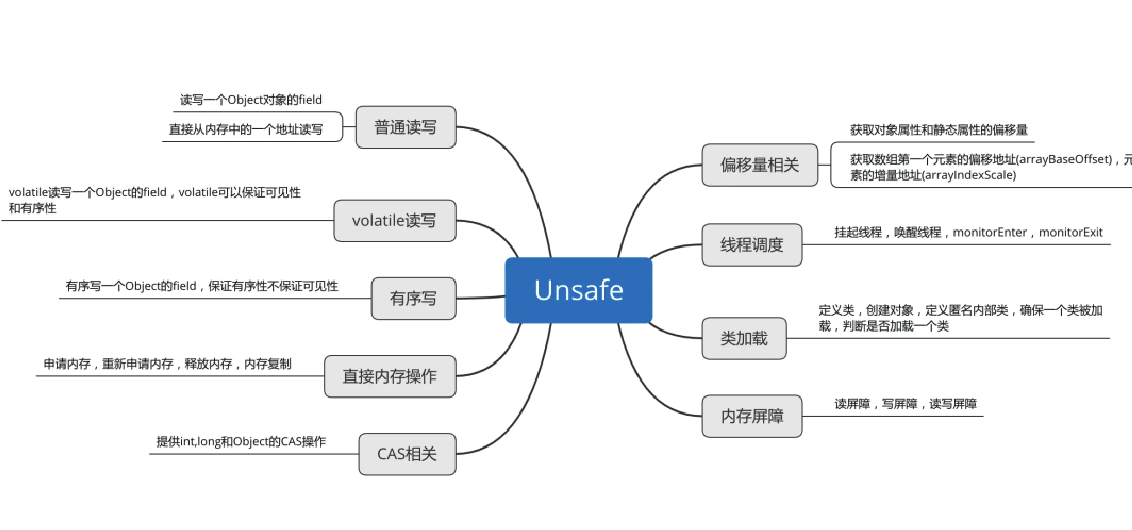 读写一个Object对象的field
直接从内存中的一个地址读写
普通读写
volatile读写一个Object的field，volatile可以保证可见性
和有序性
volatile读写
有序写一个Object的field，保证有序性不保证可见性
有序写
申请内存，重新申请内存，释放内存，内存复制
直接内存操作
提供int,long和Object的CAS操作
CAS相关
Unsafe
获取对象属性和静态属性的偏移量
偏移量相关
获取数组第一个元素的偏移地址(arrayBaseOffset)，元
素的增量地址(arrayIndexScale)
线程调度
挂起线程，唤醒线程，monitorEnter，monitorExit
定义类，创建对象，定义匿名内部类，确保一个类被加
载，判断是否加载一个类
类加载
读屏障，写屏障，读写屏障
内存屏障